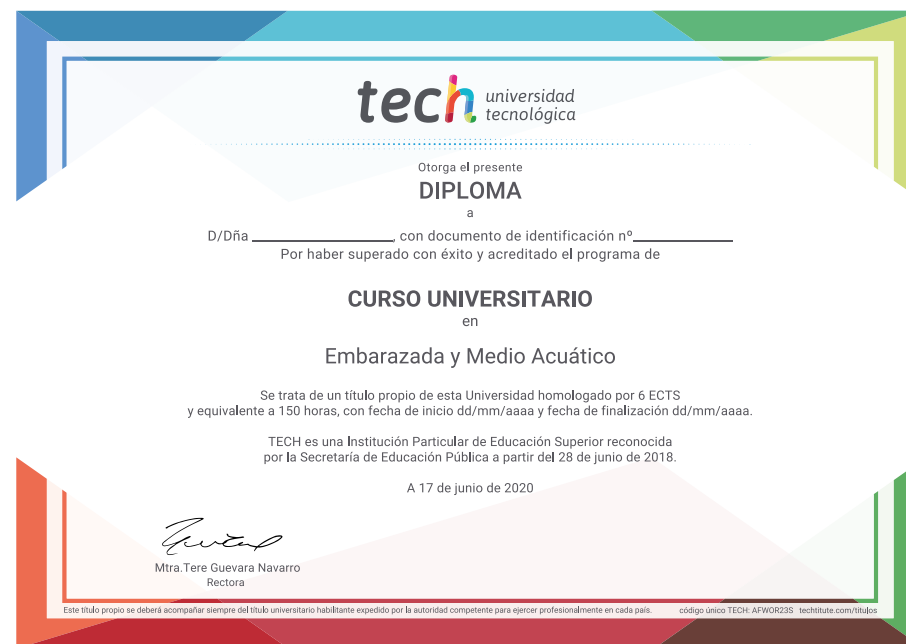 tech universidad
tecnológica
Otorga el presente
DIPLOMA
a
D/Dña ____________, con documento de identificación nº________
Por haber superado con éxito y acreditado el programa de
CURSO UNIVERSITARIO
en
Embarazada y Medio Acuático
Se trata de un título propio de esta Universidad homologado por 6 ECTS
y equivalente a 150 horas, con fecha de inicio dd/mm/aaaa y fecha de finalización dd/mm/aaaa.
TECH es una Institución Particular de Educación Superior reconocida
por la Secretaría de Educación Pública a partir del 28 de junio de 2018.
A 17 de junio de 2020
Mtra.Tere Guevara Navarro
Rectora
Este título propio se deberá acompañar siempre del título universitario habilitante expedido por la autoridad competente para ejercer profesionalmente en cada país. código único TECH: AFWOR23S techtitute.com/titulos